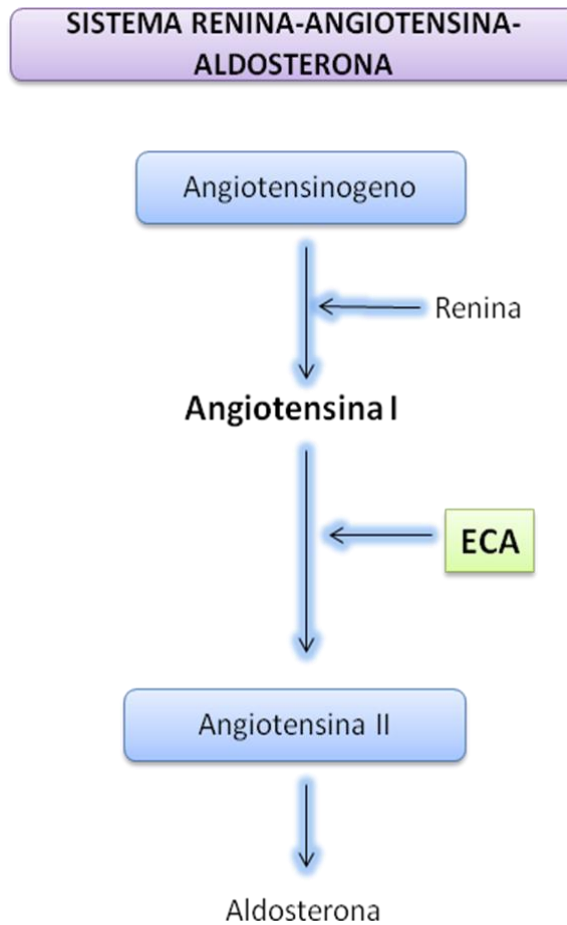 SISTEMA RENINA-ANGIOTENSINA-
ALDOSTERONA
Angiotensinogeno
Renina
Angiotensina I
ECA
Angiotensina II
Aldosterona